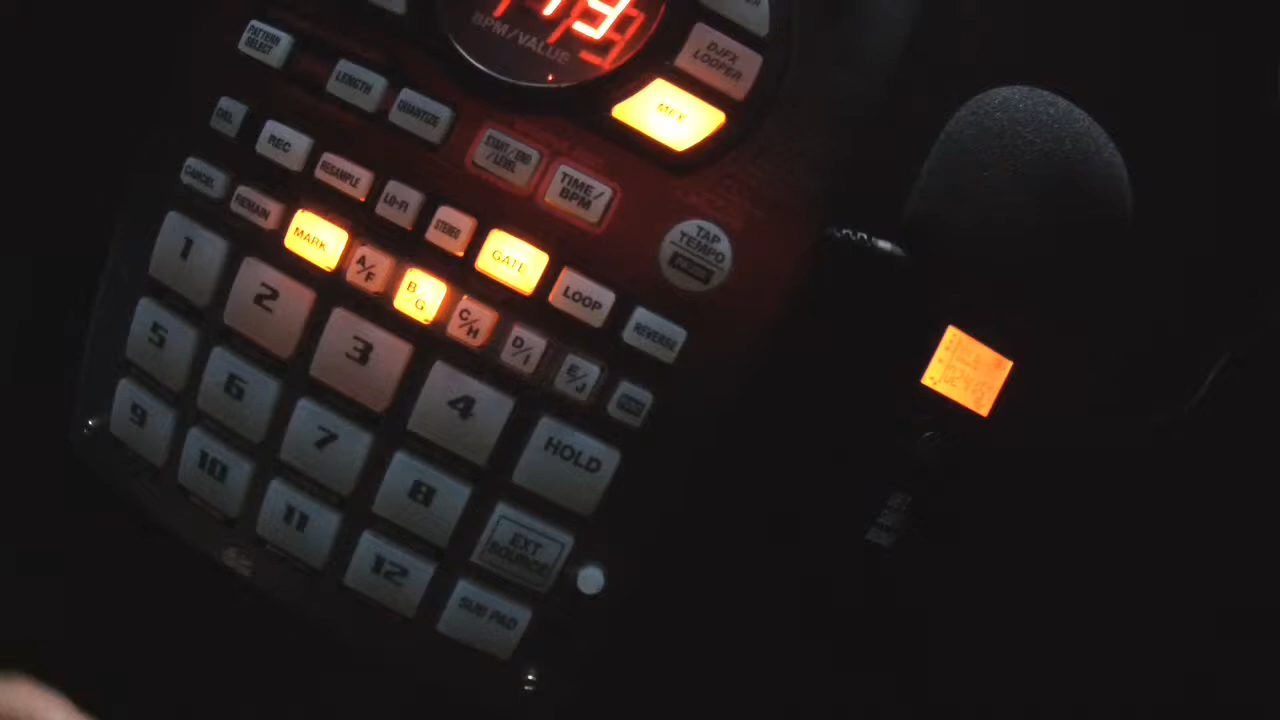 BPM/VALUE
DJFX
LOOPER
MFX
PATTERN
SELECT
LENGTH
QUANTIZE
START/END
/LEVEL
TIME/
BPM
TAP
TEMPO
DEL
REC
RESAMPLE
LO-FI
STEREO
GATE
LOOP
REVERSE
CANCEL
REMAIN
MARK
A/F
B/G
C/H
D/I
E/J
1
2
3
4
HOLD
5
6
7
8
EXT
SOURCE
9
10
11
12
SUB PAD